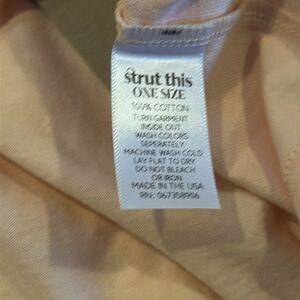 strut this
ONE SIZE
100% COTTON
TURN GARMENT
INSIDE OUT
WASH COLORS
SEPERATELY
MACHINE WASH COLD
LAY FLAT TO DRY
DO NOT BLEACH
OR IRON
MADE IN THE USA
RN: 067358906